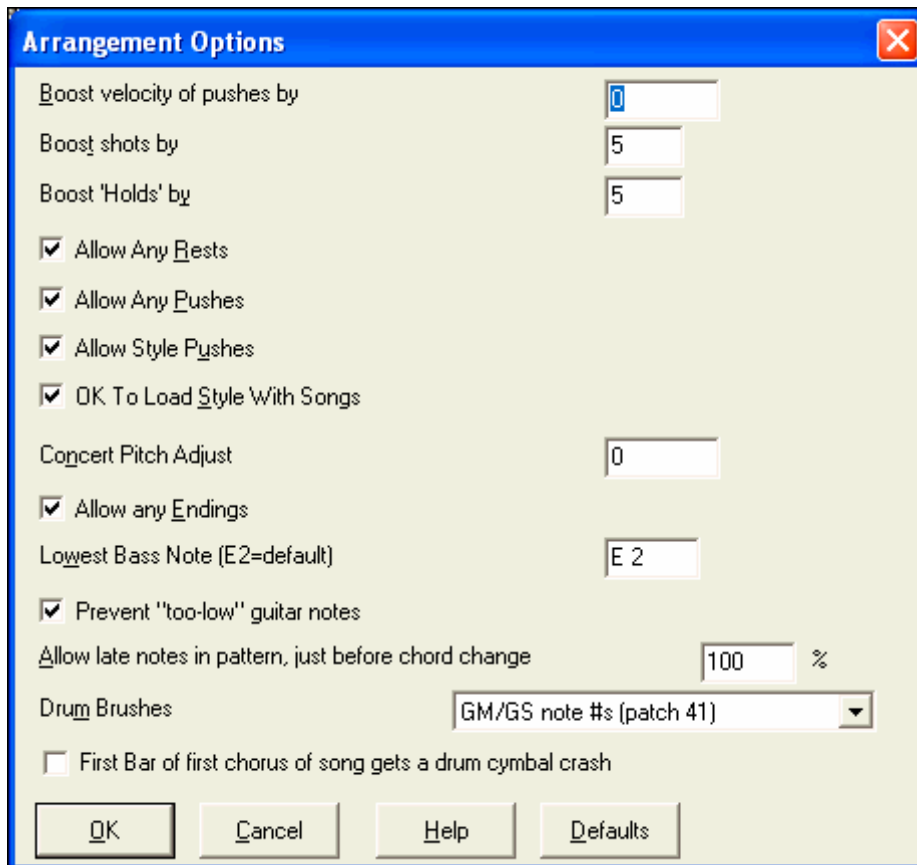 Arrangement Options
Boost velocity of pushes by 0
Boost shots by 5
Boost 'Holds' by 5
Allow Any Rests
Allow Any Pushes
Allow Style Pushes
OK To Load Style With Songs
Concert Pitch Adjust 0
Allow any Endings
Lowest Bass Note (E2=default) E 2
Prevent "too-low" guitar notes
Allow late notes in pattern, just before chord change 100 %
Drum Brushes GM/GS note #s (patch 41)
First Bar of first chorus of song gets a drum cymbal crash
OK Cancel Help Defaults